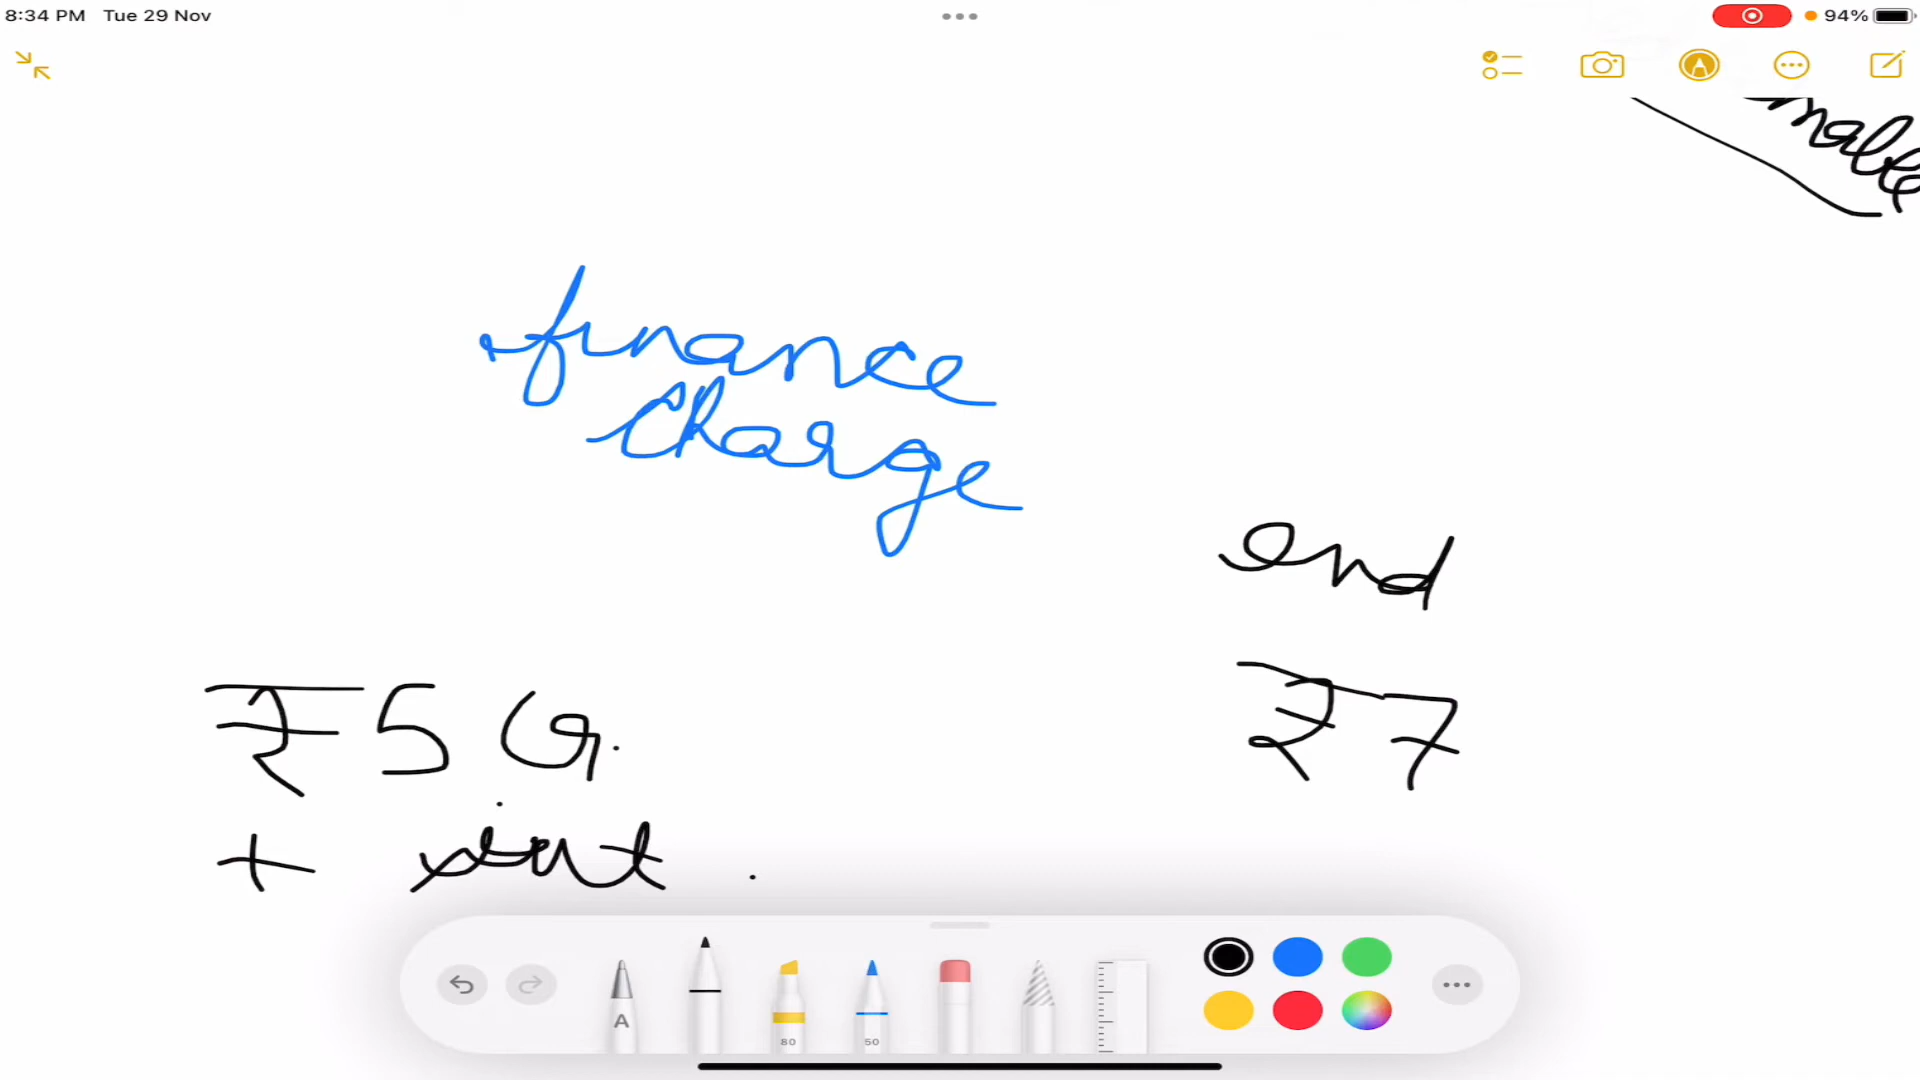 8:34 PM Tue 29 Nov
94%
finance
charge
end
₹5 G.
₹7
+ int.
A
80
50